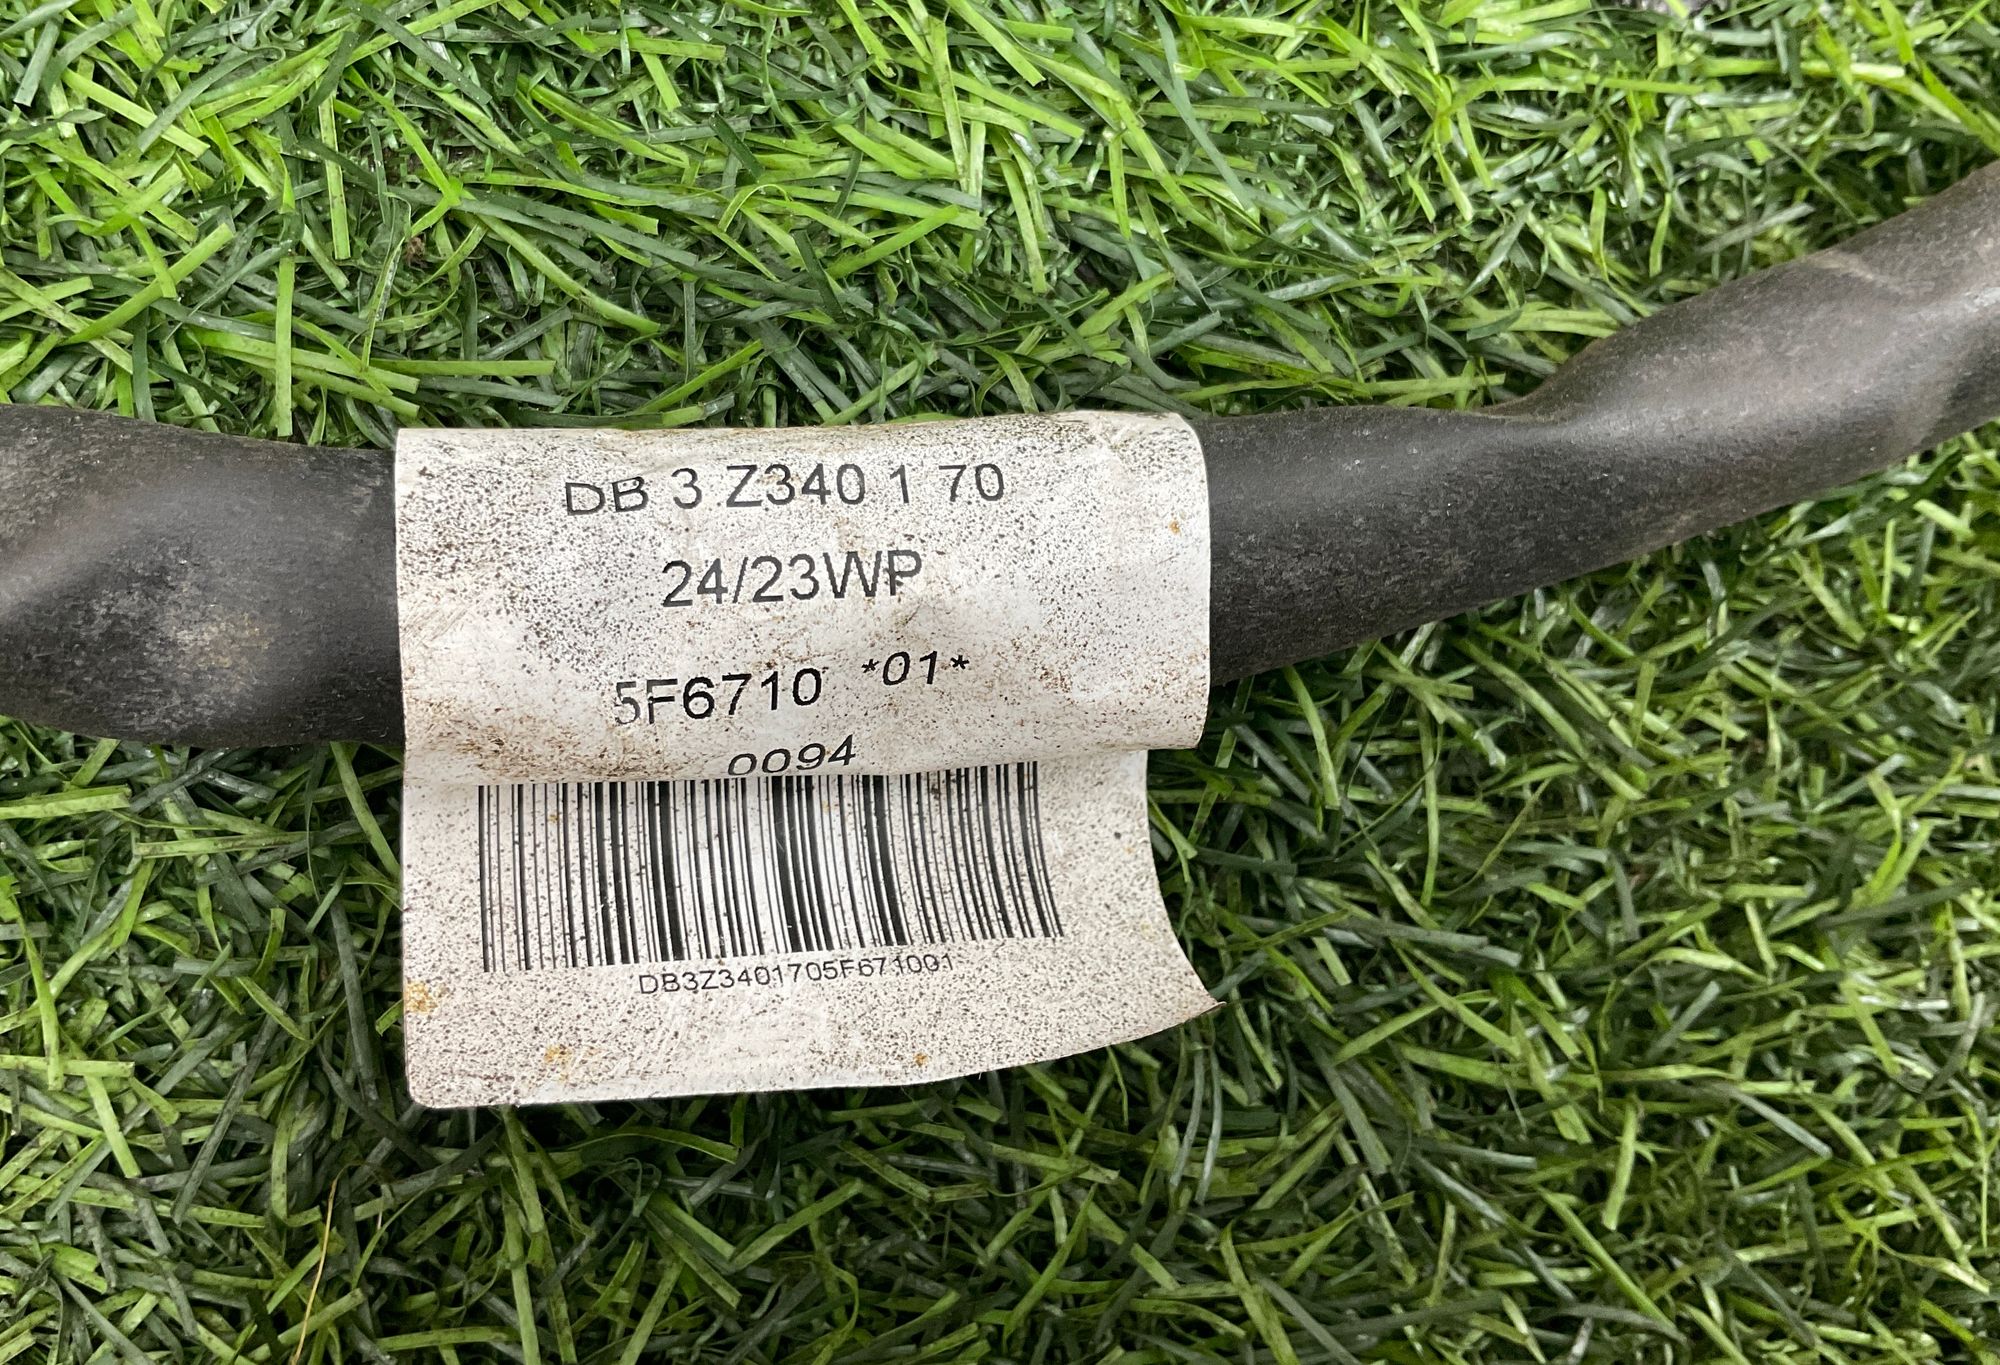 DB 3 Z340 1 70
24/23WP
5F6710 *01*
0094
DB3Z3401705F671001